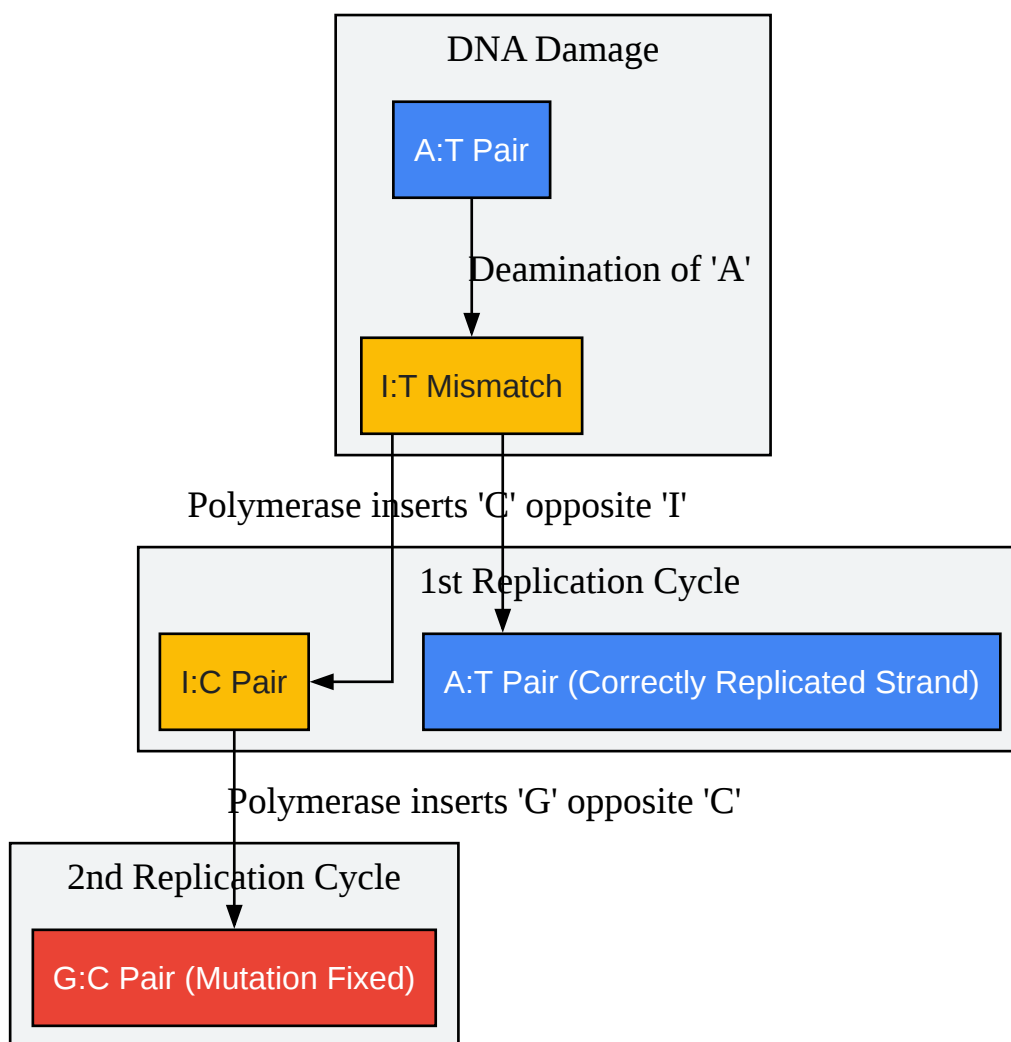 DNA Damage
A:T Pair
Deamination of 'A'
I:T Mismatch
Polymerase inserts 'C' opposite 'I'
1st Replication Cycle
I:C Pair
A:T Pair (Correctly Replicated Strand)
Polymerase inserts 'G' opposite 'C'
2nd Replication Cycle
G:C Pair (Mutation Fixed)